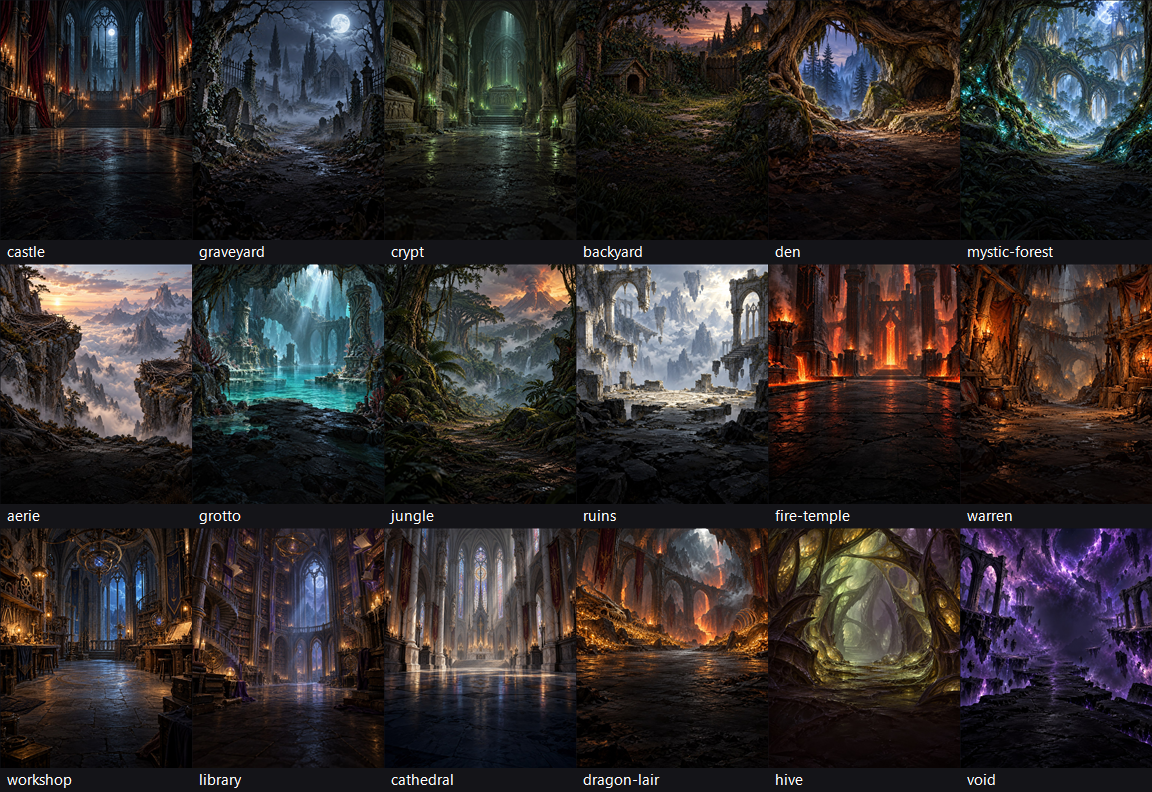 castle
graveyard
crypt
backyard
den
mystic-forest
aerie
grotto
jungle
ruins
fire-temple
warren
workshop
library
cathedral
dragon-lair
hive
void